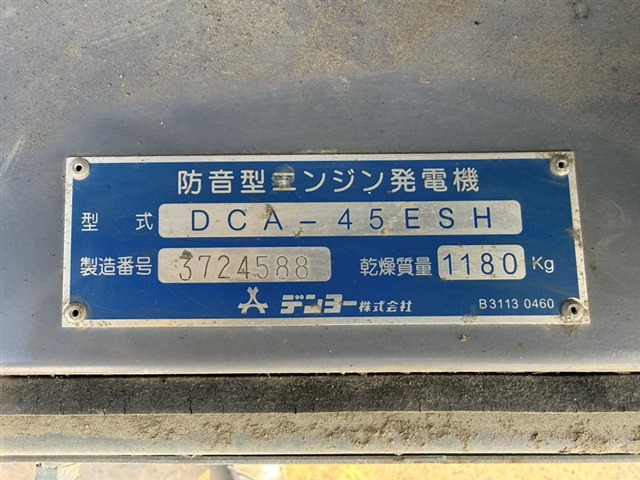 防音型エンジン発電機
型式 DCA-45ESH
製造番号 3724588 乾燥質量 1180 Kg
デンヨー株式会社 B3113 0460